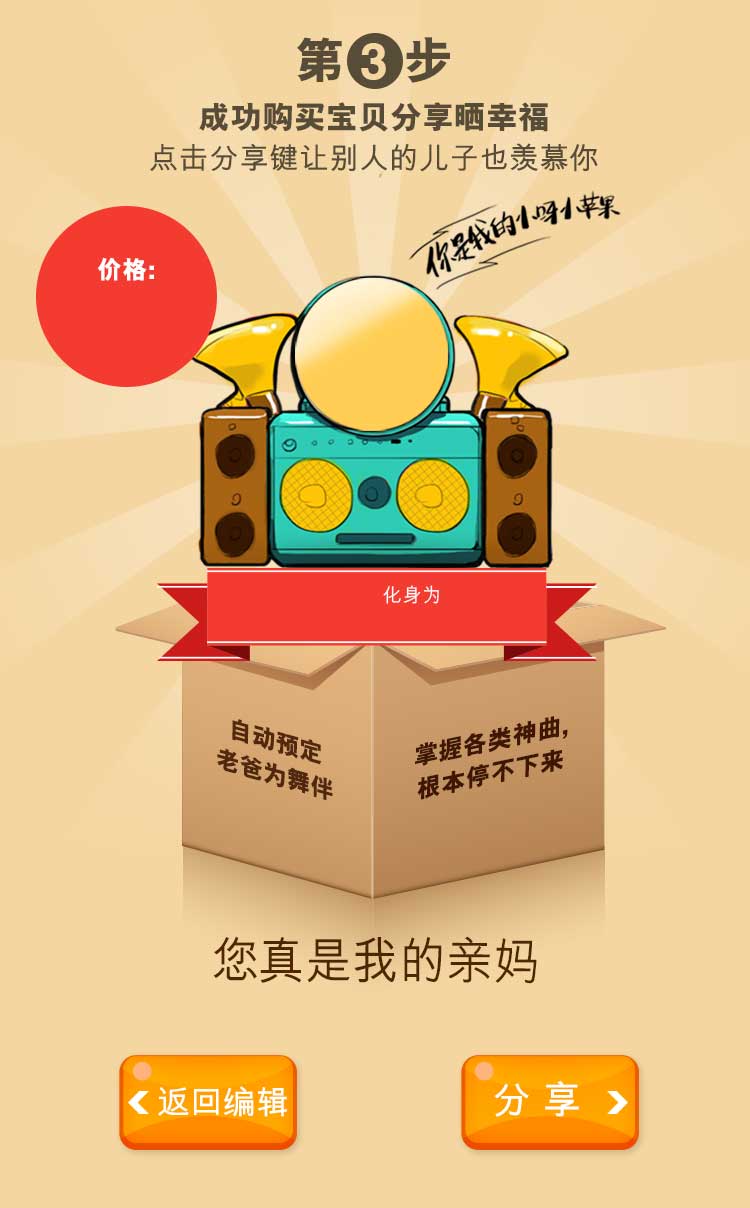 第3步
成功购买宝贝分享晒幸福
点击分享键让别人的儿子也羡慕你
你是我的小呀小苹果
价格:
化身为
自动预定
老爸为舞伴
掌握各类神曲,
根本停不下来
您真是我的亲妈
返回编辑
分享